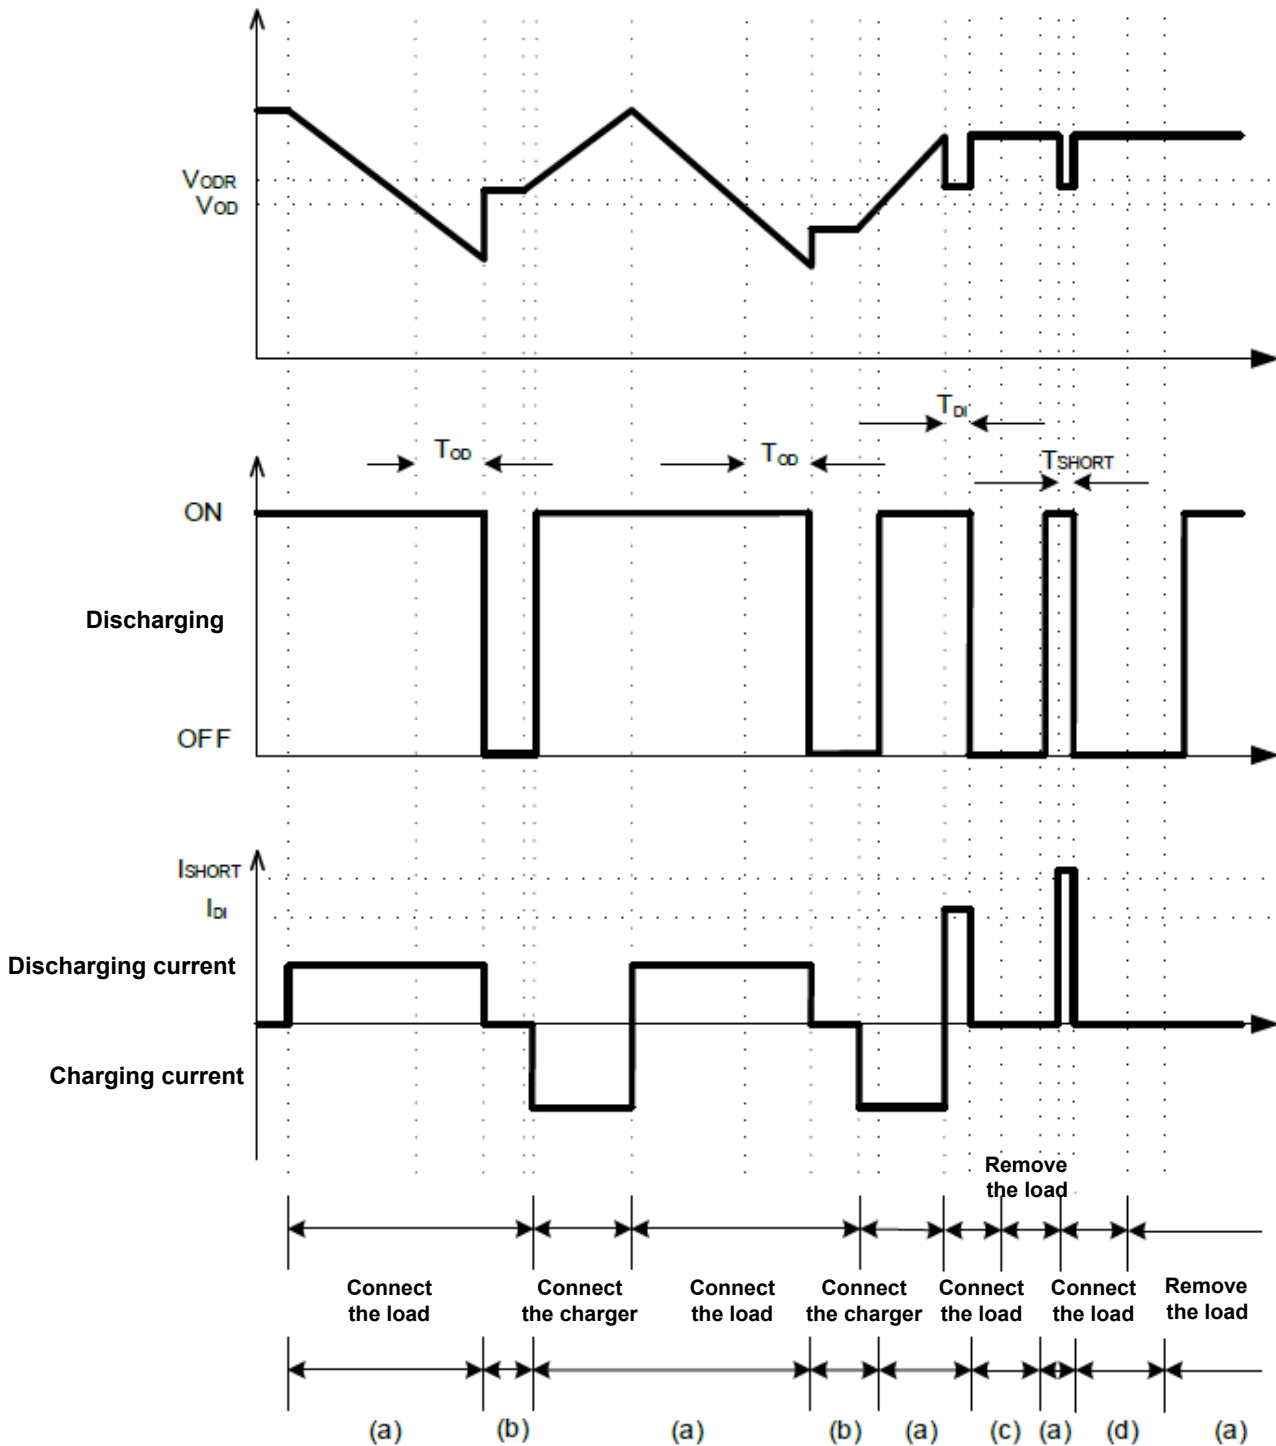 VODR
VOD
TDI
TOD
TOD
TSHORT
ON
Discharging
OFF
ISHORT
IDI
Discharging current
Charging current
Remove
the load
Connect
the load
Connect
the charger
Connect
the load
Connect
the charger
Connect
the load
Connect
the load
Remove
the load
(a)
(b)
(a)
(b)
(a)
(c)
(a)
(d)
(a)